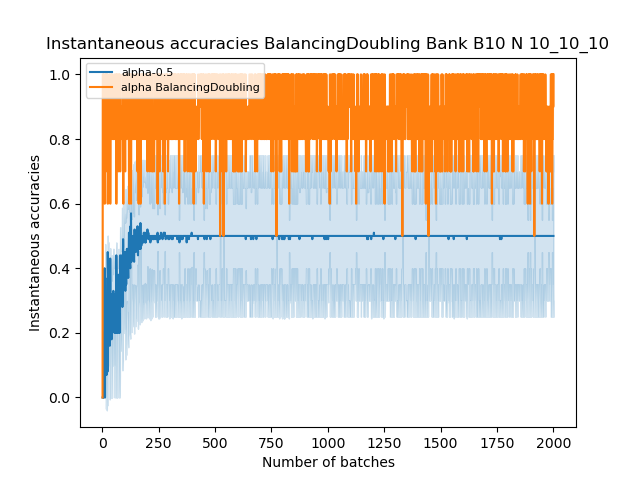 Instantaneous accuracies BalancingDoubling Bank B10 N 10_10_10
alpha-0.5
alpha BalancingDoubling
1.0
0.8
0.6
0.4
0.2
0.0
Instantaneous accuracies
0 250 500 750 1000 1250 1500 1750 2000
Number of batches